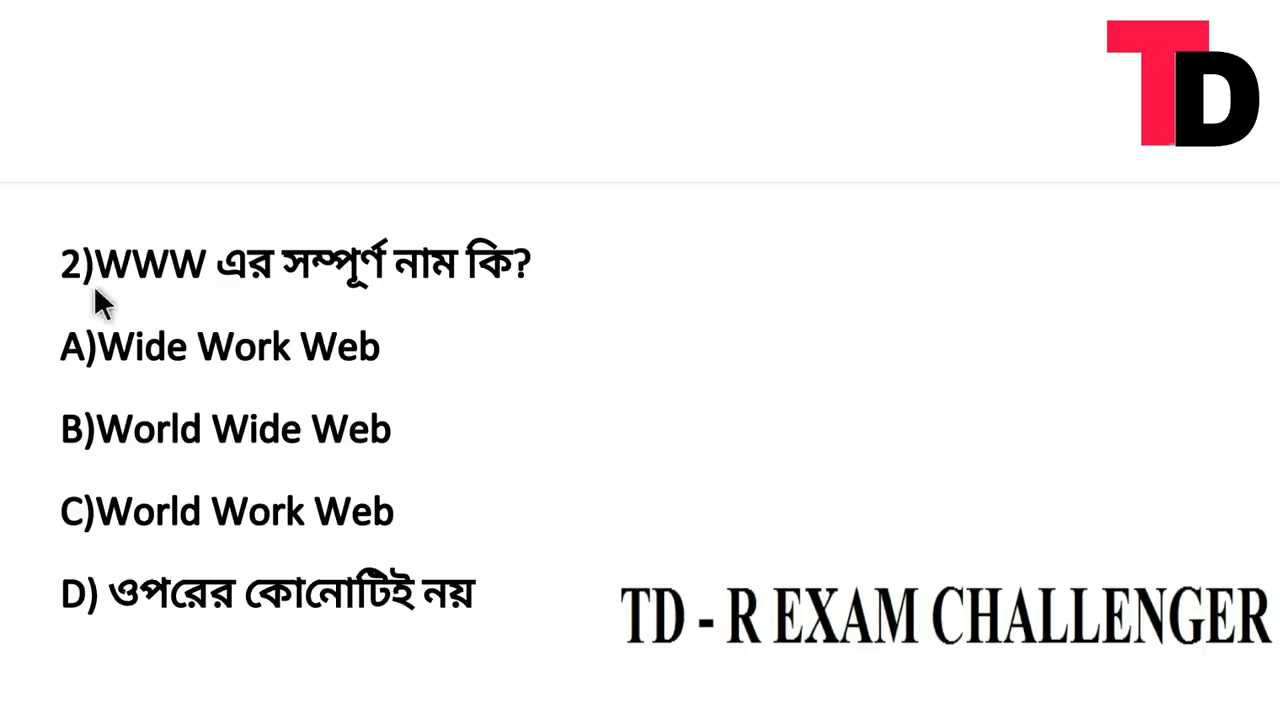 TD
2)WWW এর সম্পূর্ণ নাম কি?
A)Wide Work Web
B)World Wide Web
C)World Work Web
D) ওপরের কোনোটিই নয়
TD - R EXAM CHALLENGER